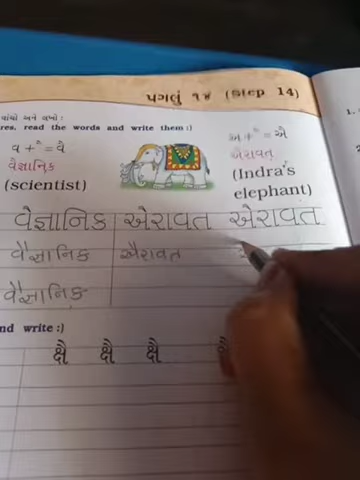 પગલું ૧૪ (Step 14)
વાંચો અને લખો :
res, read the words and write them :)
વ + ૈ = વૈ
અ + ૈ = ઐ
વૈજ્ઞાનિક
ઐરાવત
(scientist)
(Indra's
elephant)
વૈજ્ઞાનિક ઐરાવત ઐરાવત
વૈજ્ઞાનિક ઐરાવત
વૈજ્ઞાનિક
nd write :)
ક્ષૈ ક્ષૈ ક્ષૈ